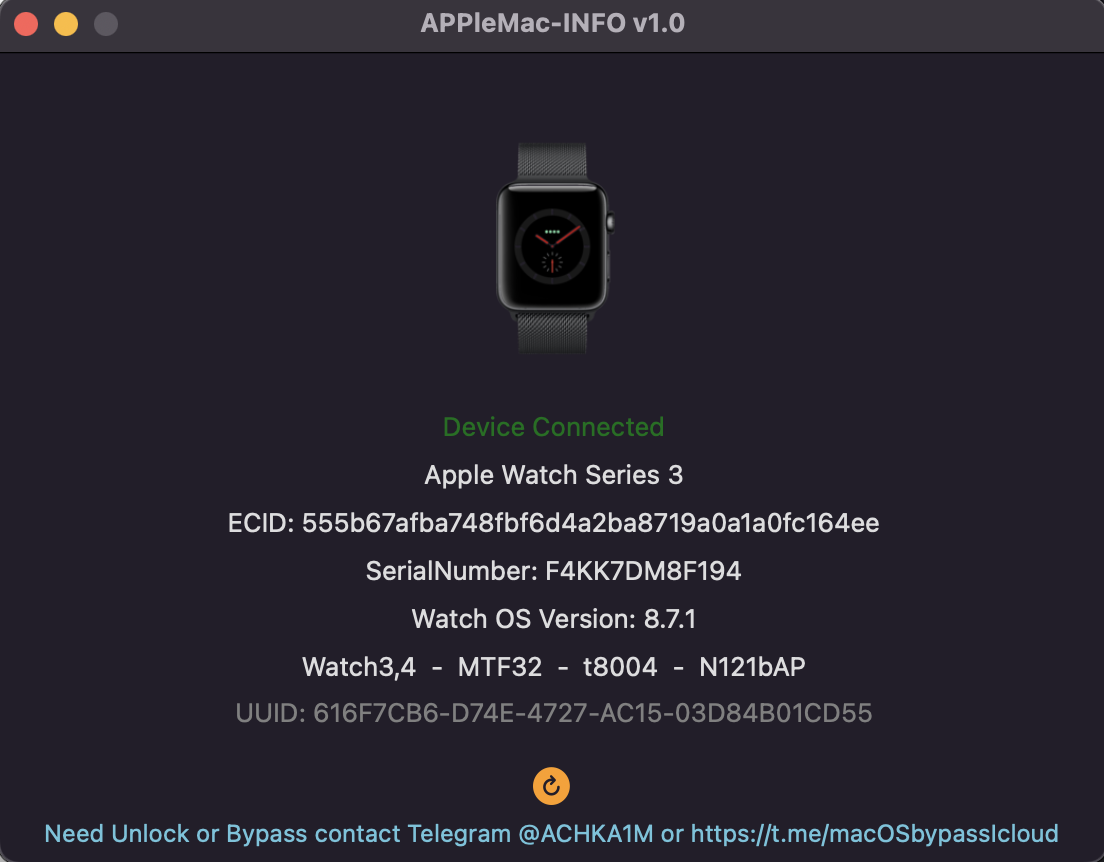 APPleMac-INFO v1.0
Device Connected
Apple Watch Series 3
ECID: 555b67afba748fbf6d4a2ba8719a0a1a0fc164ee
SerialNumber: F4KK7DM8F194
Watch OS Version: 8.7.1
Watch3,4 - MTF32 - t8004 - N121bAP
UUID: 616F7CB6-D74E-4727-AC15-03D84B01CD55
Need Unlock or Bypass contact Telegram @ACHKA1M or https://t.me/macOSbypassIcloud